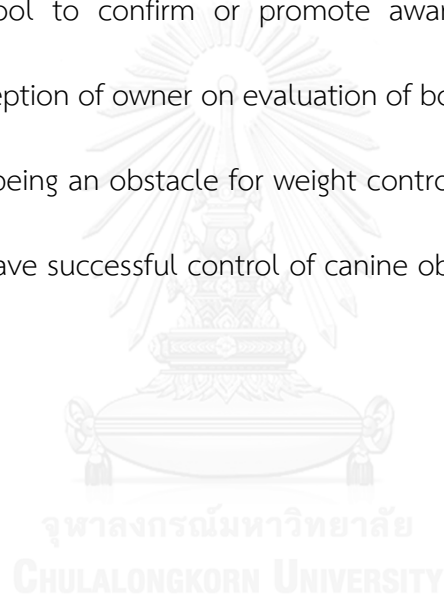 ool to confirm or promote awar
eption of owner on evaluation of bo
being an obstacle for weight contro
ave successful control of canine ob
จุฬาลงกรณ์มหาวิทยาลัย
CHULALONGKORN UNIVERSITY